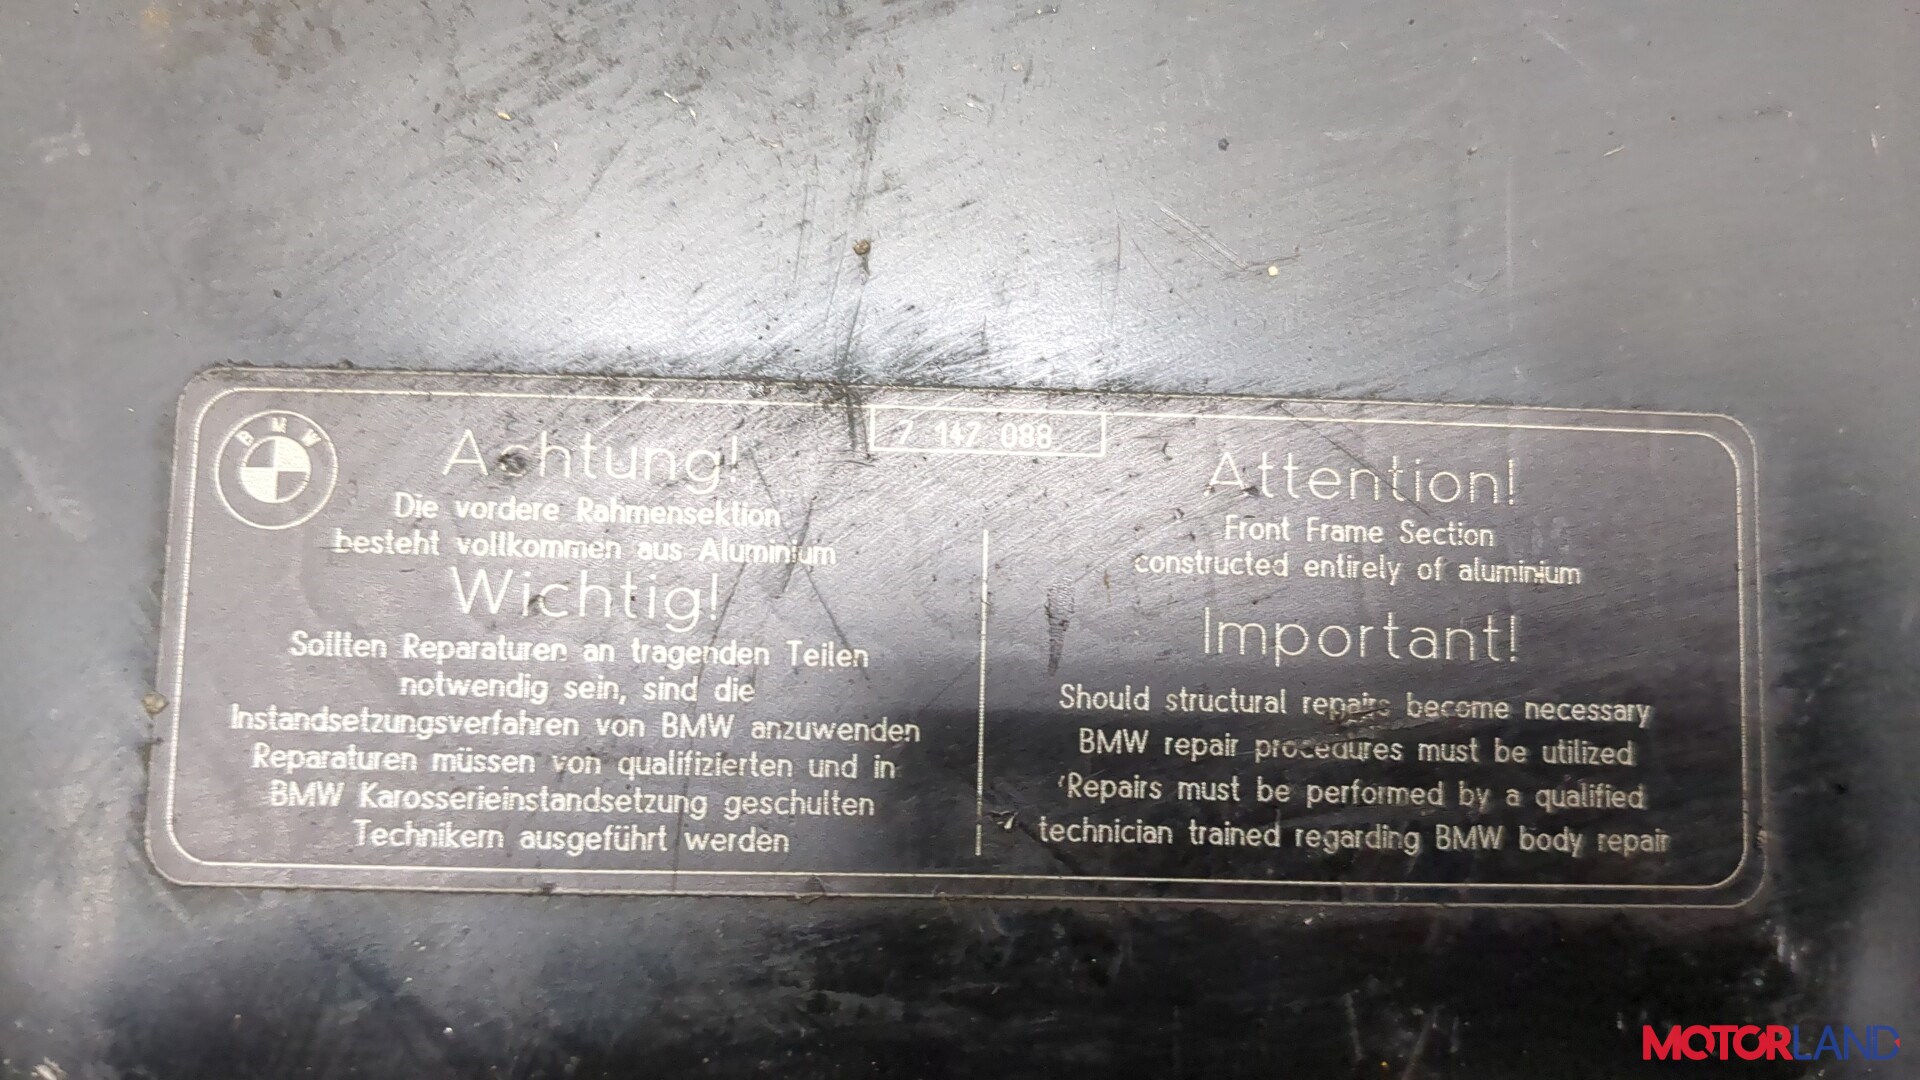 BMW
7 147 088
Achtung!
Die vordere Rahmensektion
besteht vollkommen aus Aluminium
Wichtig!
Sollten Reparaturen an tragenden Teilen
notwendig sein, sind die
Instandsetzungsverfahren von BMW anzuwenden
Reparaturen müssen von qualifizierten und in
BMW Karosserieinstandsetzung geschulten
Technikern ausgeführt werden
Attention!
Front Frame Section
constructed entirely of aluminium
Important!
Should structural repairs become necessary
BMW repair procedures must be utilized
Repairs must be performed by a qualified
technician trained regarding BMW body repair
MOTORLAND